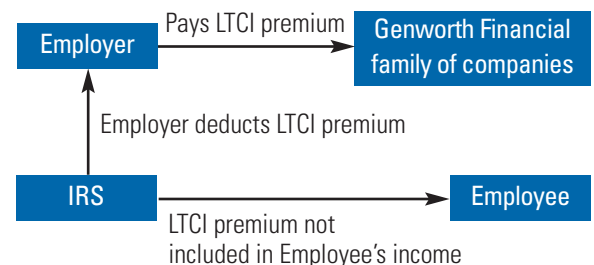 Employer
Pays LTCI premium
Genworth Financial
family of companies
Employer deducts LTCI premium
IRS
Employee
LTCI premium not
included in Employee's income